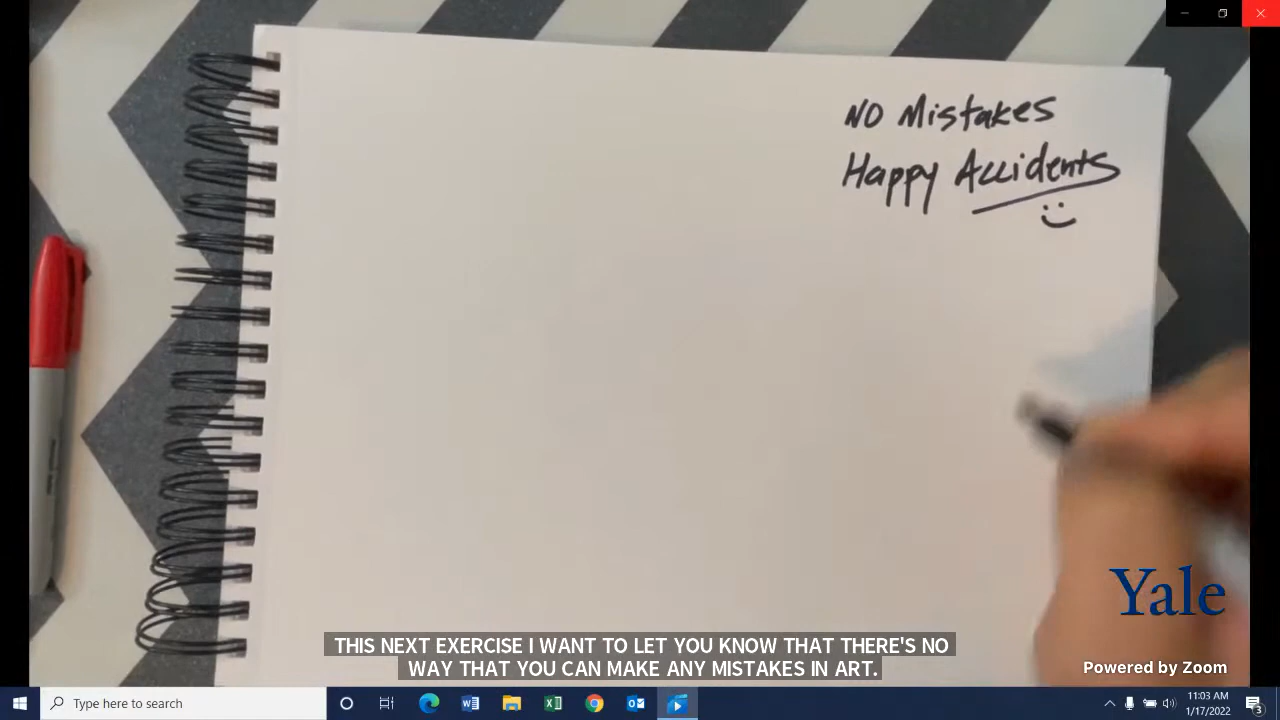 NO Mistakes
Happy Accidents
Yale
THIS NEXT EXERCISE I WANT TO LET YOU KNOW THAT THERE'S NO
WAY THAT YOU CAN MAKE ANY MISTAKES IN ART.
Powered by Zoom
Type here to search
11:03 AM
1/17/2022
3